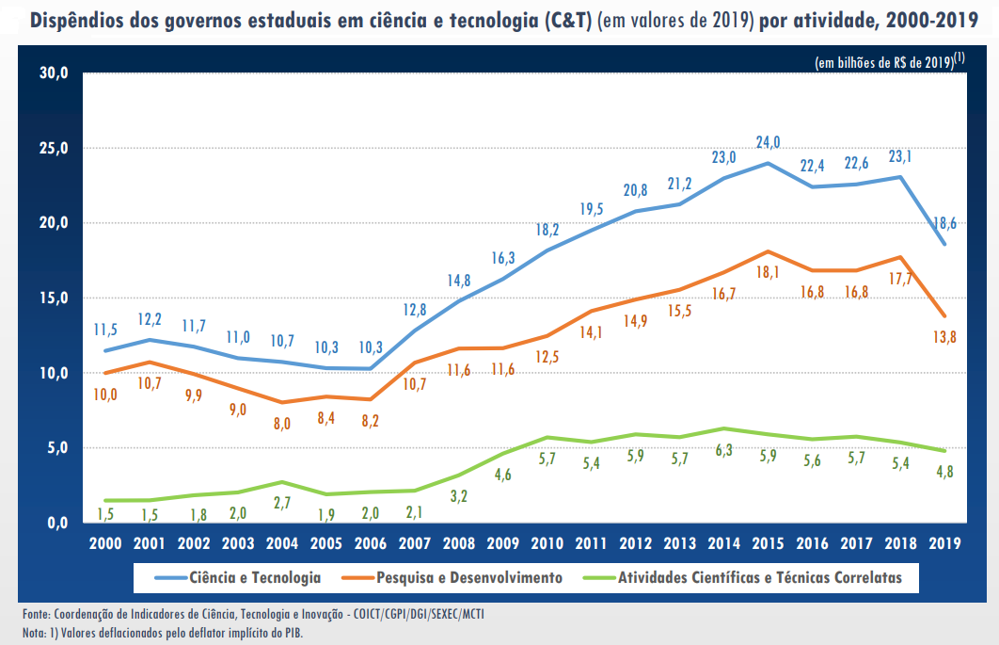 Dispêndios dos governos estaduais em ciência e tecnologia (C&T) (em valores de 2019) por atividade, 2000-2019
(em bilhões de R$ de 2019)(1)
30,0
25,0
20,0
15,0
10,0
5,0
0,0
11,5 12,2 11,7 11,0 10,7 10,3 10,3 12,8 14,8 16,3 18,2 19,5 20,8 21,2 23,0 24,0 22,4 22,6 23,1 18,6
10,0 10,7 9,9 9,0 8,0 8,4 8,2 10,7 11,6 11,6 12,5 14,1 14,9 15,5 16,7 18,1 16,8 16,8 17,7 13,8
1,5 1,5 1,8 2,0 2,7 1,9 2,0 2,1 3,2 4,6 5,7 5,4 5,9 5,7 6,3 5,9 5,6 5,7 5,4 4,8
2000 2001 2002 2003 2004 2005 2006 2007 2008 2009 2010 2011 2012 2013 2014 2015 2016 2017 2018 2019
Ciência e Tecnologia Pesquisa e Desenvolvimento Atividades Científicas e Técnicas Correlatas
Fonte: Coordenação de Indicadores de Ciência, Tecnologia e Inovação - COICT/CGPI/DGI/SEXEC/MCTI
Nota: 1) Valores deflacionados pelo deflator implícito do PIB.